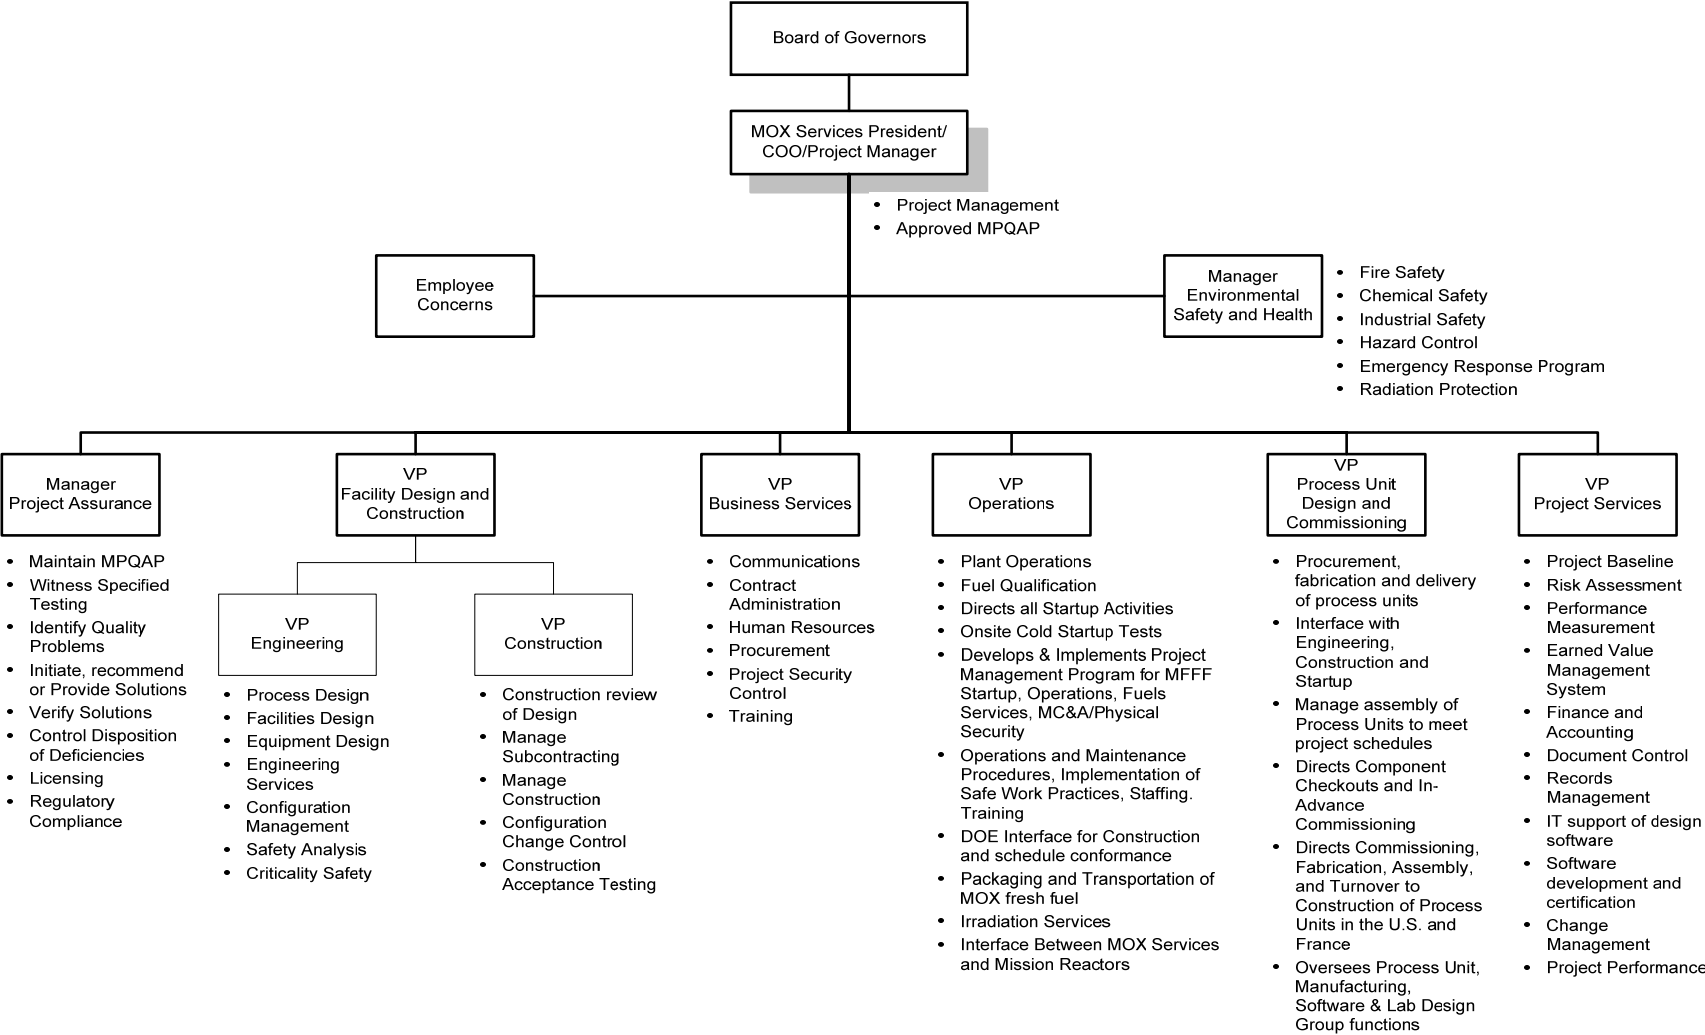 Board of Governors
MOX Services President/
COO/Project Manager
• Project Management
• Approved MPQAP
Employee
Concerns
Manager
Environmental
Safety and Health
• Fire Safety
• Chemical Safety
• Industrial Safety
• Hazard Control
• Emergency Response Program
• Radiation Protection
Manager
Project Assurance
• Maintain MPQAP
• Witness Specified
Testing
• Identify Quality
Problems
• Initiate, recommend
or Provide Solutions
• Verify Solutions
• Control Disposition
of Deficiencies
• Licensing
• Regulatory
Compliance
VP
Facility Design and
Construction
VP
Engineering
• Process Design
• Facilities Design
• Equipment Design
• Engineering
Services
• Configuration
Management
• Safety Analysis
• Criticality Safety
VP
Construction
• Construction review
of Design
• Manage
Subcontracting
• Manage
Construction
• Configuration
Change Control
• Construction
Acceptance Testing
VP
Business Services
• Communications
• Contract
Administration
• Human Resources
• Procurement
• Project Security
Control
• Training
VP
Operations
• Plant Operations
• Fuel Qualification
• Directs all Startup Activities
• Onsite Cold Startup Tests
• Develops & Implements Project
Management Program for MFFF
Startup, Operations, Fuels
Services, MC&A/Physical
Security
• Operations and Maintenance
Procedures, Implementation of
Safe Work Practices, Staffing.
Training
• DOE Interface for Construction
and schedule conformance
• Packaging and Transportation of
MOX fresh fuel
• Irradiation Services
• Interface Between MOX Services
and Mission Reactors
VP
Process Unit
Design and
Commissioning
• Procurement,
fabrication and delivery
of process units
• Interface with
Engineering,
Construction and
Startup
• Manage assembly of
Process Units to meet
project schedules
• Directs Component
Checkouts and In-
Advance
Commissioning
• Directs Commissioning,
Fabrication, Assembly,
and Turnover to
Construction of Process
Units in the U.S. and
France
• Oversees Process Unit,
Manufacturing,
Software & Lab Design
Group functions
VP
Project Services
• Project Baseline
• Risk Assessment
• Performance
Measurement
• Earned Value
Management
System
• Finance and
Accounting
• Document Control
• Records
Management
• IT support of design
software
• Software
development and
certification
• Change
Management
• Project Performance